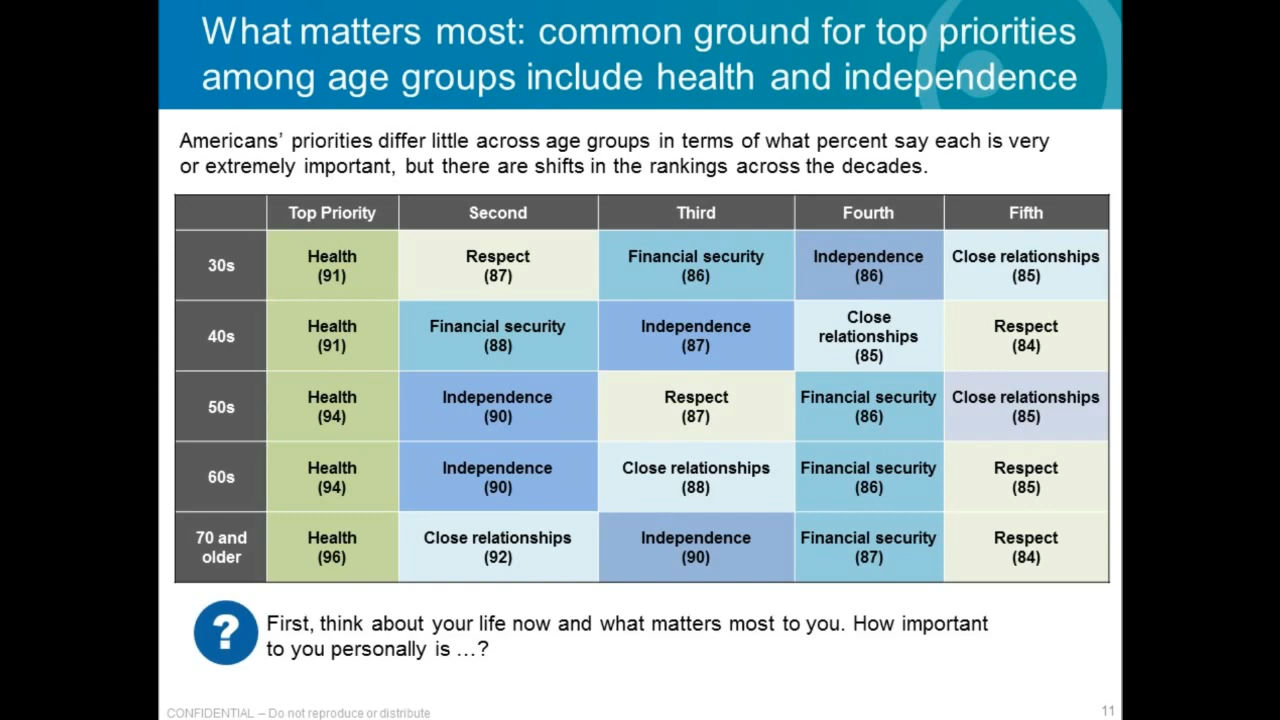 What matters most: common ground for top priorities
among age groups include health and independence
Americans’ priorities differ little across age groups in terms of what percent say each is very
or extremely important, but there are shifts in the rankings across the decades.
Top Priority Second Third Fourth Fifth
30s
Health
(91)
Respect
(87)
Financial security
(86)
Independence
(86)
Close relationships
(85)
40s
Health
(91)
Financial security
(88)
Independence
(87)
Close
relationships
(85)
Respect
(84)
50s
Health
(94)
Independence
(90)
Respect
(87)
Financial security
(86)
Close relationships
(85)
60s
Health
(94)
Independence
(90)
Close relationships
(88)
Financial security
(86)
Respect
(85)
70 and
older
Health
(96)
Close relationships
(92)
Independence
(90)
Financial security
(87)
Respect
(84)
?
First, think about your life now and what matters most to you. How important
to you personally is …?
CONFIDENTIAL – Do not reproduce or distribute
11